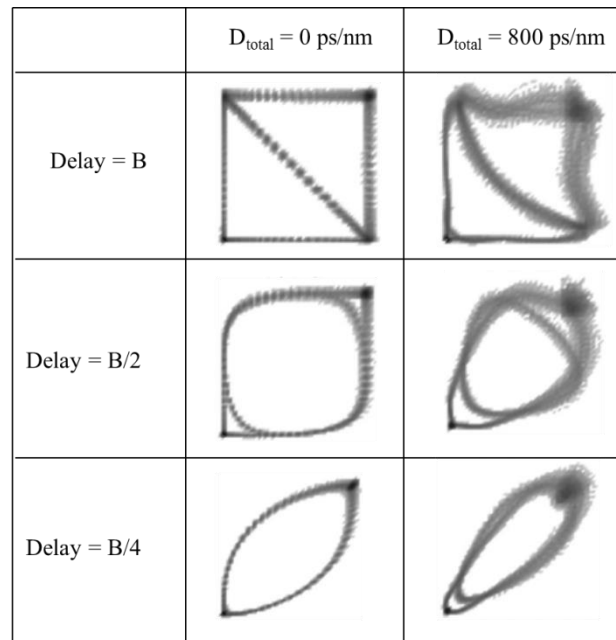 D_total = 0 ps/nm
D_total = 800 ps/nm
Delay = B
Delay = B/2
Delay = B/4